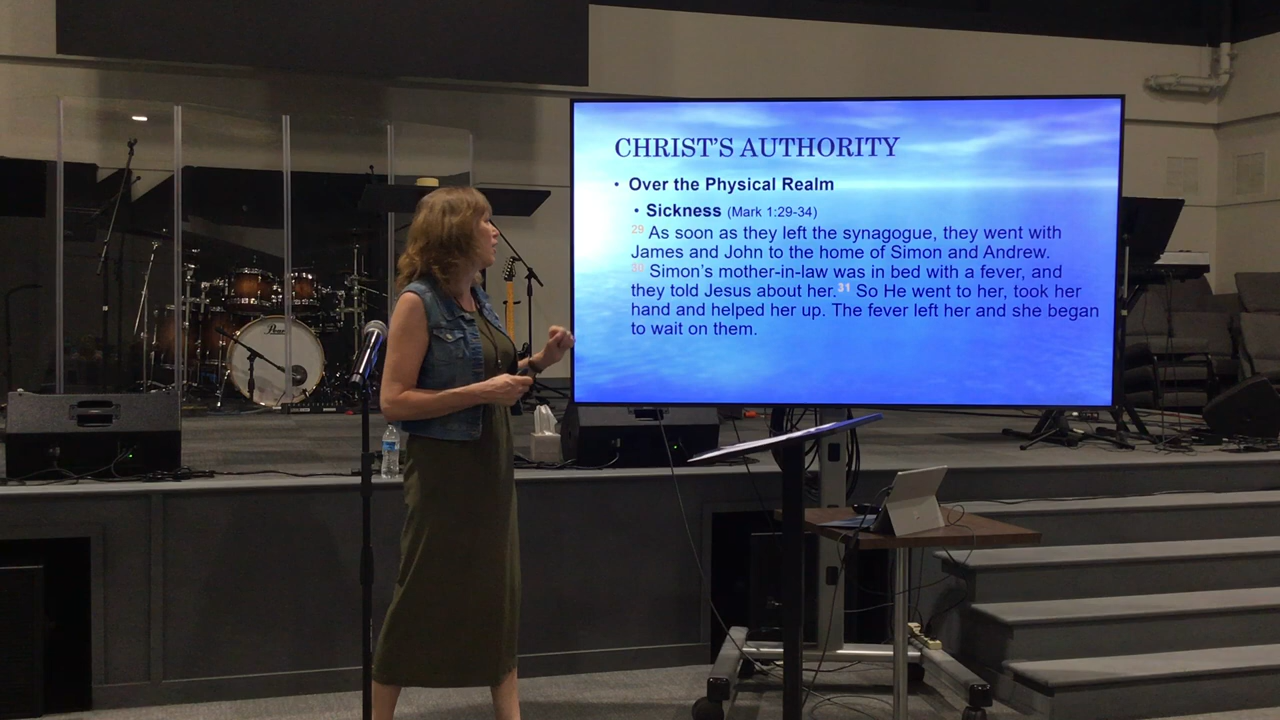 CHRIST'S AUTHORITY
• Over the Physical Realm
• Sickness (Mark 1:29-34)
29 As soon as they left the synagogue, they went with
James and John to the home of Simon and Andrew.
30 Simon's mother-in-law was in bed with a fever, and
they told Jesus about her.31 So He went to her, took her
hand and helped her up. The fever left her and she began
to wait on them.
Pearl